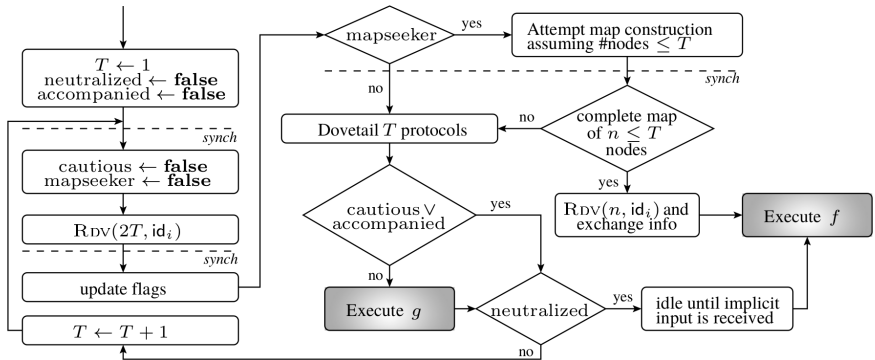 T ← 1
neutralized ← false
accompanied ← false
synch
cautious ← false
mapseeker ← false
RDV(2T, id_i)
synch
update flags
T ← T + 1
mapseeker
yes
no
Attempt map construction
assuming #nodes ≤ T
synch
complete map
of n ≤ T
nodes
no
yes
Dovetail T protocols
cautious ∨
accompanied
yes
no
RDV(n, id_i) and
exchange info
Execute f
Execute g
neutralized
yes
no
idle until implicit
input is received